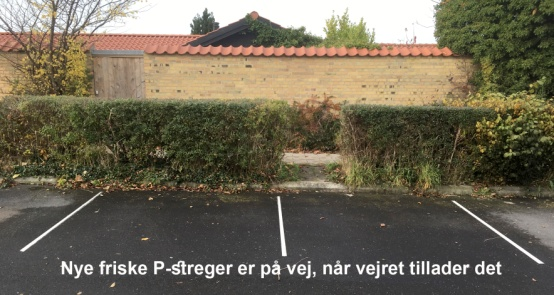 Nye friske P-streger er på vej, når vejret tillader det